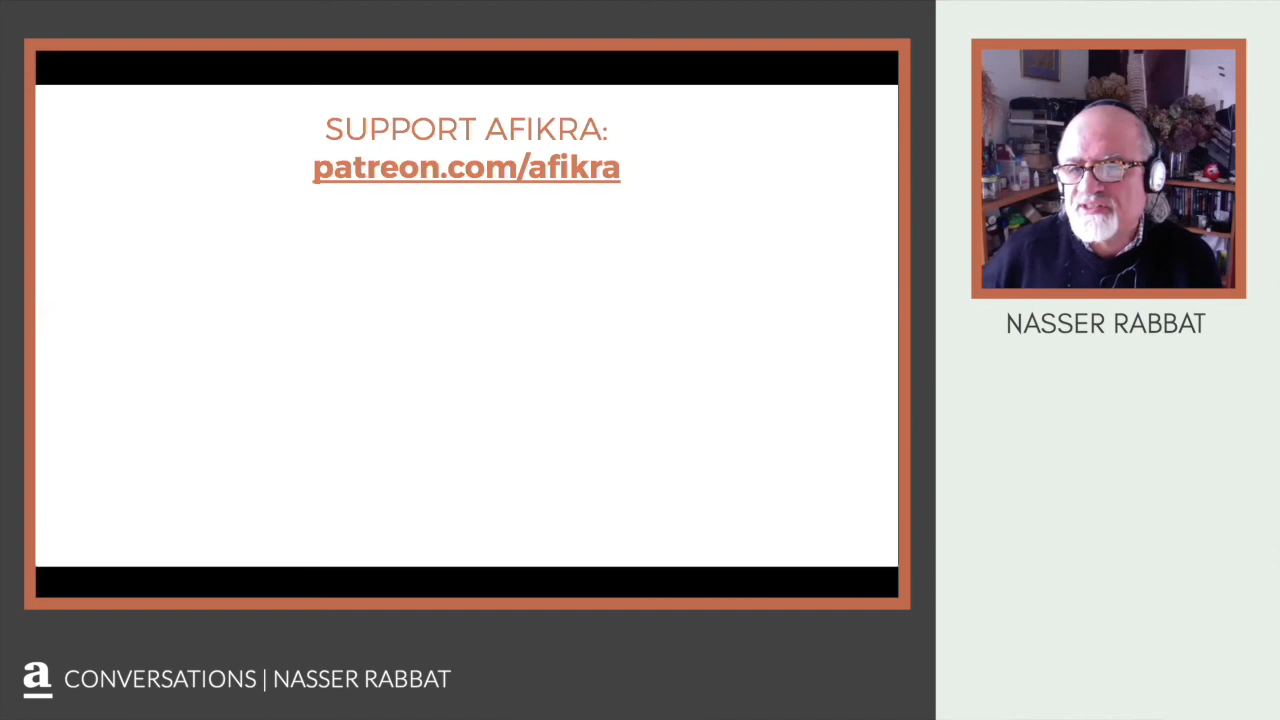 SUPPORT AFIKRA:
patreon.com/afikra
NASSER RABBAT
a CONVERSATIONS | NASSER RABBAT